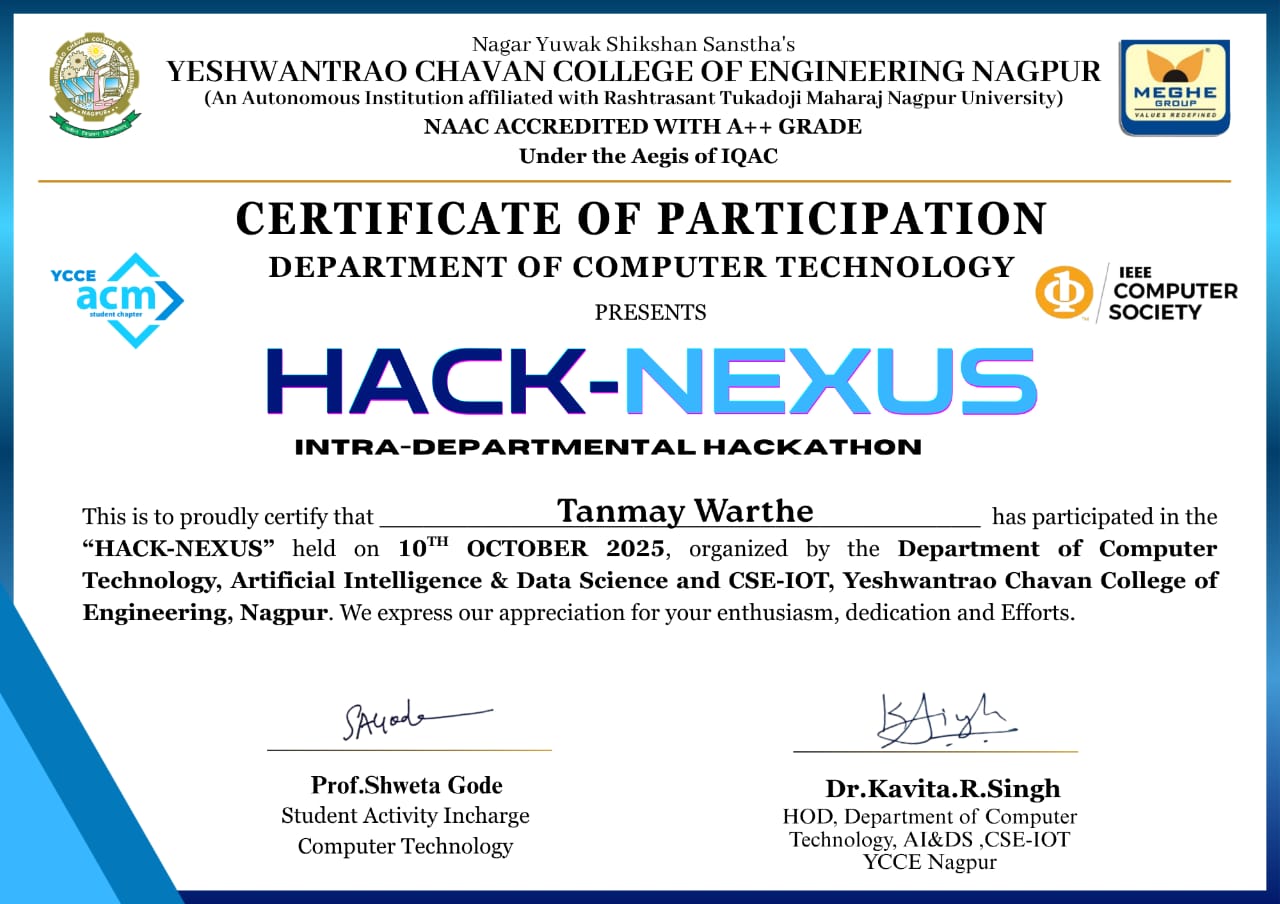 Nagar Yuwak Shikshan Sanstha's
YESHWANTRAO CHAVAN COLLEGE OF ENGINEERING NAGPUR
(An Autonomous Institution affiliated with Rashtrasant Tukadoji Maharaj Nagpur University)
NAAC ACCREDITED WITH A++ GRADE
Under the Aegis of IQAC
MEGHE
GROUP
VALUES REDEFINED
CERTIFICATE OF PARTICIPATION
DEPARTMENT OF COMPUTER TECHNOLOGY
PRESENTS
YCCE
acm
student chapter
IEEE
COMPUTER
SOCIETY
HACK-NEXUS
INTRA-DEPARTMENTAL HACKATHON
This is to proudly certify that Tanmay Warthe has participated in the
“HACK-NEXUS” held on 10TH OCTOBER 2025, organized by the Department of Computer
Technology, Artificial Intelligence & Data Science and CSE-IOT, Yeshwantrao Chavan College of
Engineering, Nagpur. We express our appreciation for your enthusiasm, dedication and Efforts.
Prof.Shweta Gode
Student Activity Incharge
Computer Technology
Dr.Kavita.R.Singh
HOD, Department of Computer
Technology, AI&DS ,CSE-IOT
YCCE Nagpur